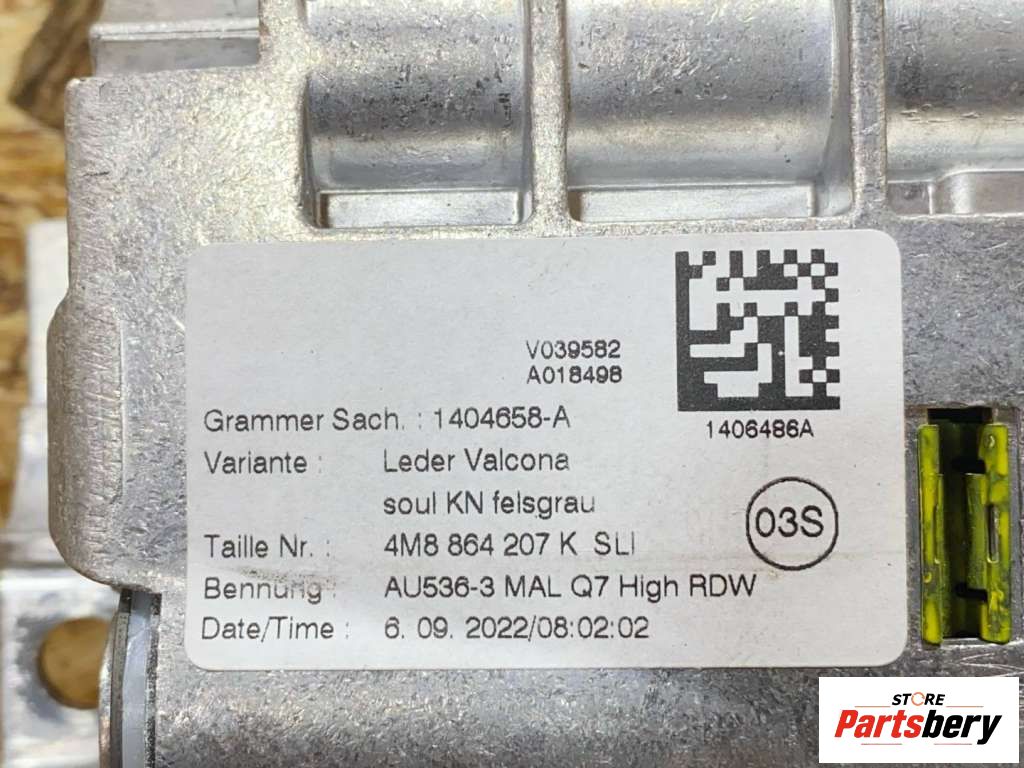 V039582
A018498
1406486A
Grammer Sach. : 1404658-A
Variante : Leder Valcona
soul KN felsgrau
03S
Taille Nr. : 4M8 864 207 K SLI
Bennung : AU536-3 MAL Q7 High RDW
Date/Time : 6. 09. 2022/08:02:02
STORE
Partsbery